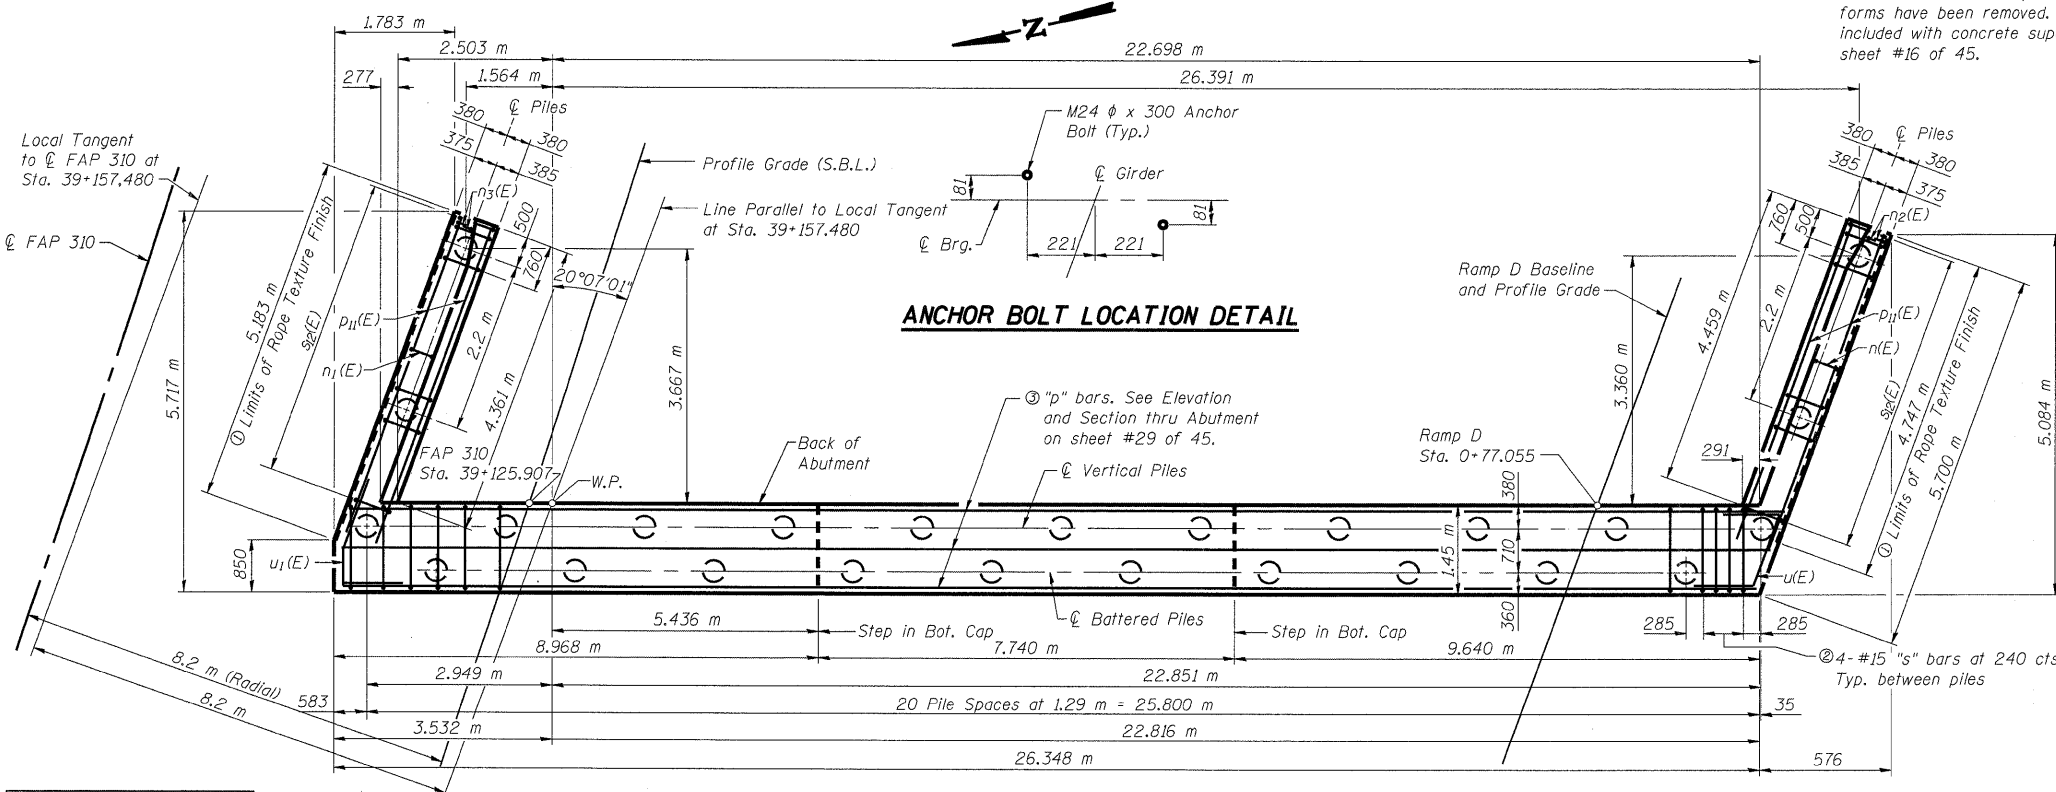 forms have been removed.
included with concrete sup
sheet #16 of 45.
1.783 m
2.503 m
277
1.564 m
N
22.698 m
26.391 m
380
℄ Piles
375
380
385
M24 ϕ x 300 Anchor
Bolt (Typ.)
℄ Girder
81
81
℄ Brg.
221
221
ANCHOR BOLT LOCATION DETAIL
Local Tangent
to ℄ FAP 310 at
Sta. 39+157.480
℄ FAP 310
Profile Grade (S.B.L.)
Line Parallel to Local Tangent
at Sta. 39+157.480
n3(E)
500
760
20°07'01"
5.183 m
① Limits of Rope Texture Finish
s12(E)
p11(E)
n1(E)
2.2 m
4.361 m
3.667 m
5.717 m
FAP 310
Sta. 39+125.907
W.P.
Back of
Abutment
③ "p" bars. See Elevation
and Section thru Abutment
on sheet #29 of 45.
℄ Vertical Piles
Ramp D Baseline
and Profile Grade
Ramp D
Sta. 0+77.055
380
℄ Piles
385
380
375
n2(E)
760
500
4.459 m
2.2 m
p11(E)
n(E)
3.360 m
s12(E)
4.747 m
① Limits of Rope Texture Finish
5.700 m
5.084 m
291
380
710
1.45 m
360
850
u1(E)
u(E)
℄ Battered Piles
285
285
5.436 m
Step in Bot. Cap
Step in Bot. Cap
8.968 m
7.740 m
9.640 m
②4-#15 "s" bars at 240 cts
Typ. between piles
2.949 m
22.851 m
583
20 Pile Spaces at 1.29 m = 25.800 m
35
3.532 m
22.816 m
26.348 m
576
8.2 m (Radial)
8.2 m